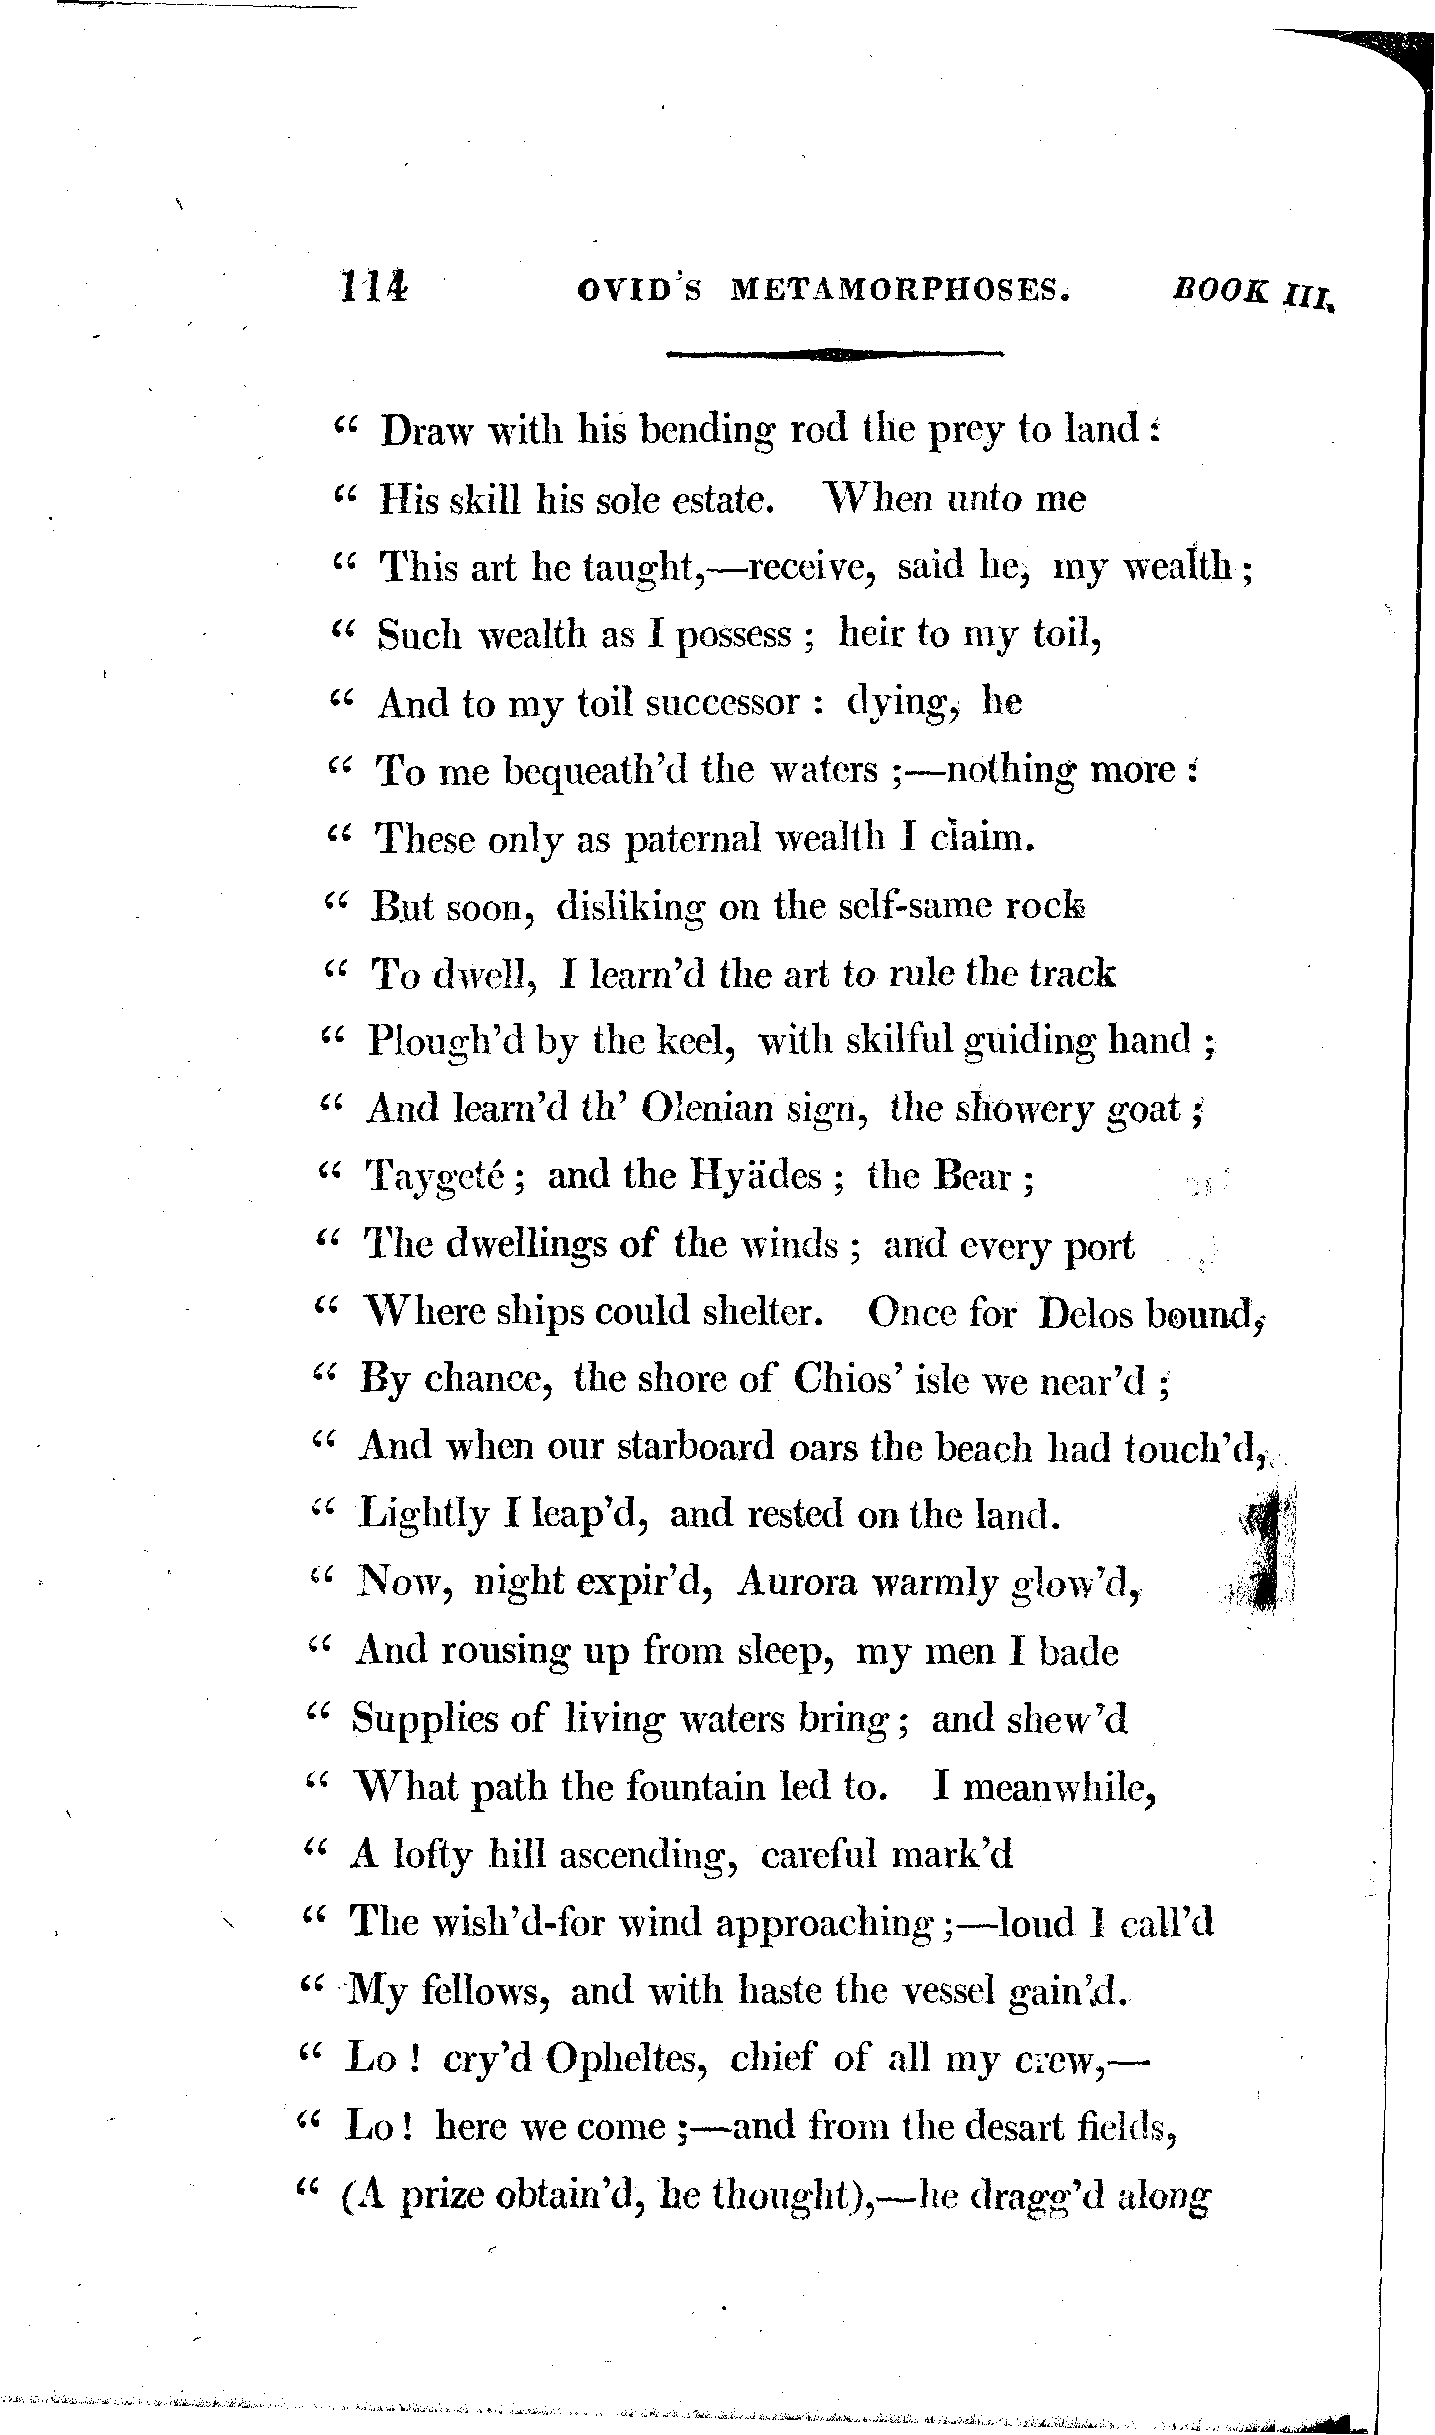 114 OVID'S METAMORPHOSES. BOOK III.
“ Draw with his bending rod the prey to land :
“ His skill his sole estate. When unto me
“ This art he taught,—receive, said he, my wealth ;
“ Such wealth as I possess ; heir to my toil,
“ And to my toil successor : dying, he
“ To me bequeath'd the waters ;—nothing more :
“ These only as paternal wealth I claim.
“ But soon, disliking on the self-same rock
“ To dwell, I learn'd the art to rule the track
“ Plough'd by the keel, with skilful guiding hand ;
“ And learn'd th' Olenian sign, the showery goat ;
“ Taygeté ; and the Hyädes ; the Bear ;
“ The dwellings of the winds ; and every port
“ Where ships could shelter. Once for Delos bound,
“ By chance, the shore of Chios' isle we near'd ;
“ And when our starboard oars the beach had touch'd,
“ Lightly I leap'd, and rested on the land.
“ Now, night expir'd, Aurora warmly glow'd,
“ And rousing up from sleep, my men I bade
“ Supplies of living waters bring ; and shew'd
“ What path the fountain led to. I meanwhile,
“ A lofty hill ascending, careful mark'd
“ The wish'd-for wind approaching ;—loud I call'd
“ My fellows, and with haste the vessel gain'd.
“ Lo ! cry'd Opheltes, chief of all my crew,—
“ Lo ! here we come ;—and from the desart fields,
“ (A prize obtain'd, he thought),—he dragg'd along